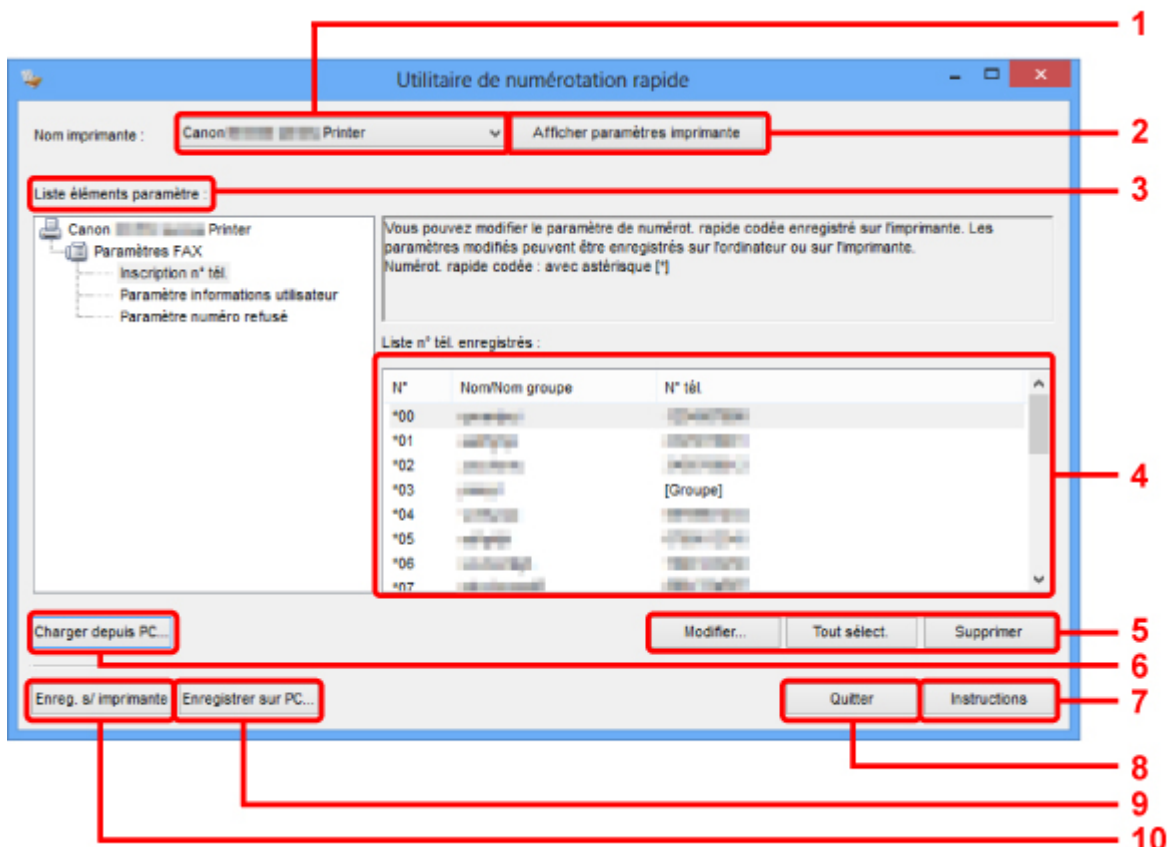 1
Utilitaire de numérotation rapide
Nom imprimante : Canon Printer Afficher paramètres imprimante 2
Liste éléments paramètre : 3
Canon Printer
Paramètres FAX
Inscription n° tél.
Paramètre informations utilisateur
Paramètre numéro refusé
Vous pouvez modifier le paramètre de numérot. rapide codée enregistré sur l'imprimante. Les
paramètres modifiés peuvent être enregistrés sur l'ordinateur ou sur l'imprimante.
Numérot. rapide codée : avec astérisque [*]
Liste n° tél. enregistrés :
N° Nom/Nom groupe N° tél.
*00
*01
*02
*03 [Groupe] 4
*04
*05
*06
*07
Charger depuis PC... Modifier... Tout sélect. Supprimer 5
6
Enreg. s/ imprimante Enregistrer sur PC... Quitter Instructions 7
8
9
10